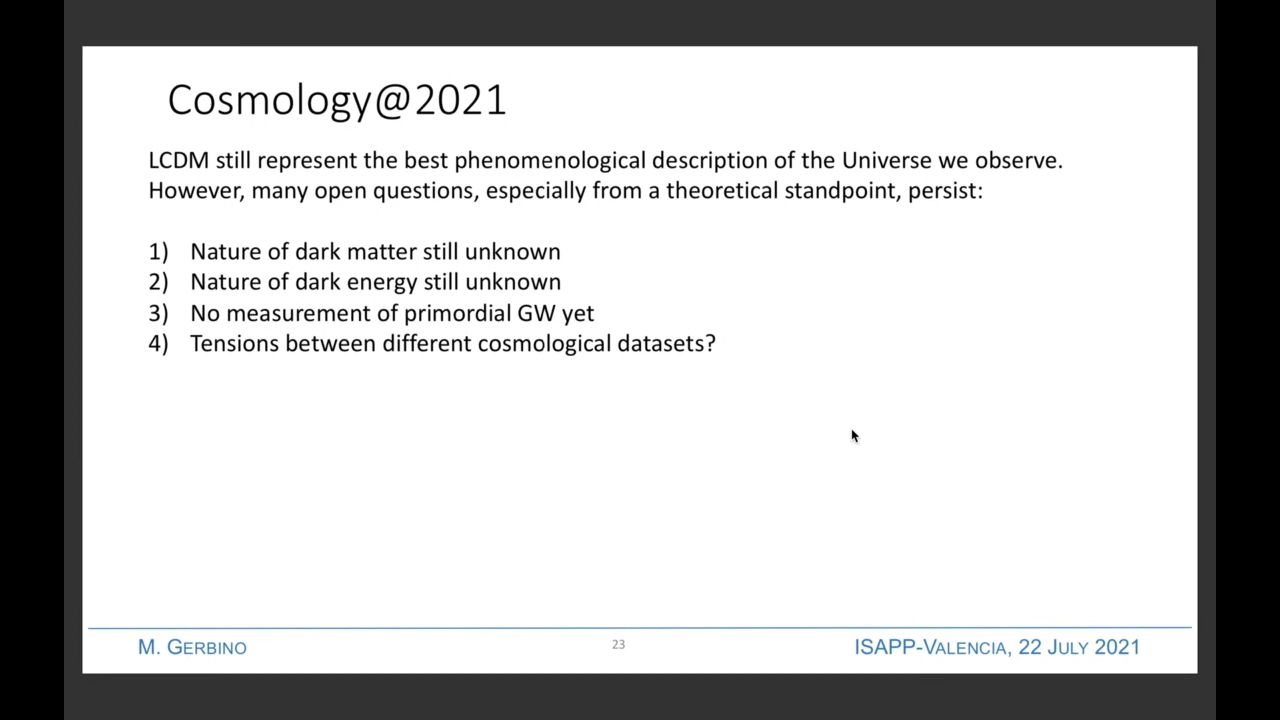 Cosmology@2021
LCDM still represent the best phenomenological description of the Universe we observe.
However, many open questions, especially from a theoretical standpoint, persist:
1) Nature of dark matter still unknown
2) Nature of dark energy still unknown
3) No measurement of primordial GW yet
4) Tensions between different cosmological datasets?
M. GERBINO
23
ISAPP-VALENCIA, 22 JULY 2021